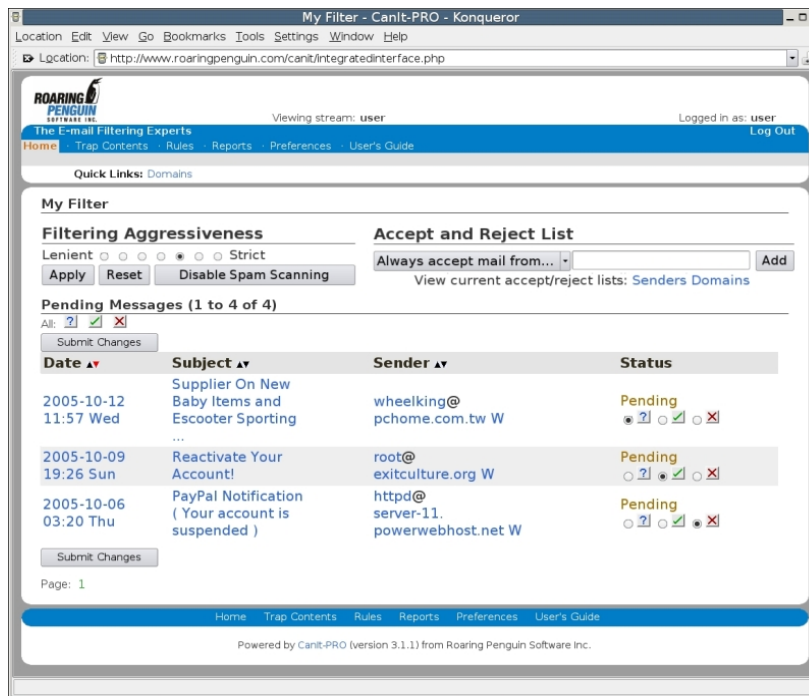 My Filter - CanIt-PRO - Konqueror
Location Edit View Go Bookmarks Tools Settings Window Help
Location: http://www.roaringpenguin.com/canit/integratedinterface.php
ROARING
PENGUIN
SOFTWARE INC.
Viewing stream: user
Logged in as: user
The E-mail Filtering Experts
Log Out
Home · Trap Contents · Rules · Reports · Preferences · User's Guide
Quick Links: Domains
My Filter
Filtering Aggressiveness
Accept and Reject List
Lenient Strict
Always accept mail from... Add
Apply Reset Disable Spam Scanning
View current accept/reject lists: Senders Domains
Pending Messages (1 to 4 of 4)
All: ?
Submit Changes
Date Subject Sender Status
2005-10-12
11:57 Wed
Supplier On New
Baby Items and
Escooter Sporting
...
wheelking@
pchome.com.tw W
Pending
?
2005-10-09
19:26 Sun
Reactivate Your
Account!
root@
exitculture.org W
Pending
?
2005-10-06
03:20 Thu
PayPal Notification
( Your account is
suspended )
httpd@
server-11.
powerwebhost.net W
Pending
?
Submit Changes
Page: 1
Home Trap Contents Rules Reports Preferences User's Guide
Powered by CanIt-PRO (version 3.1.1) from Roaring Penguin Software Inc.